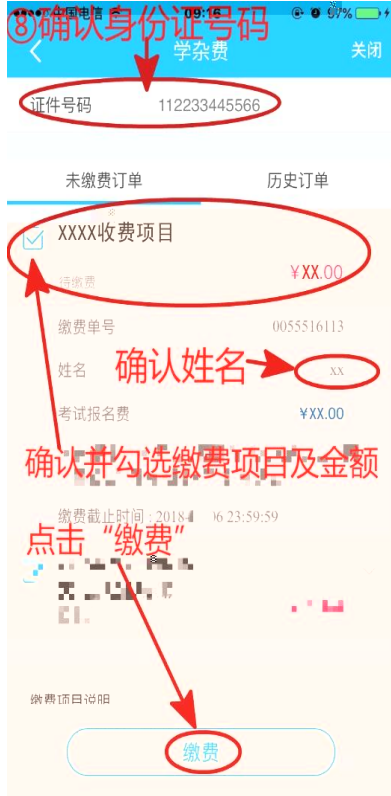 中国电信 09:16 97%
⑧确认身份证号码
学杂费 关闭
证件号码 112233445566
未缴费订单 历史订单
XXXX收费项目
待缴费 ¥XX.00
缴费单号 0055516113
确认姓名
姓名 xx
考试报名费 ¥XX.00
确认并勾选缴费项目及金额
缴费截止时间：2018-4 06 23:59:59
点击“缴费”
缴费项目说明
缴费